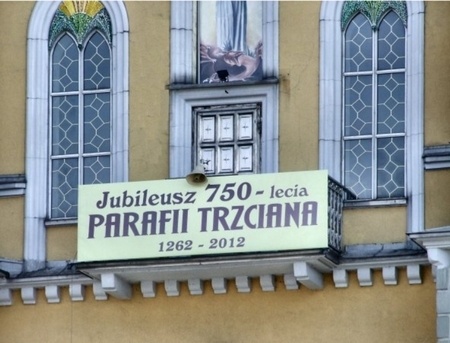 Jubileusz 750 - lecia
PARAFII TRZCIANA
1262 - 2012